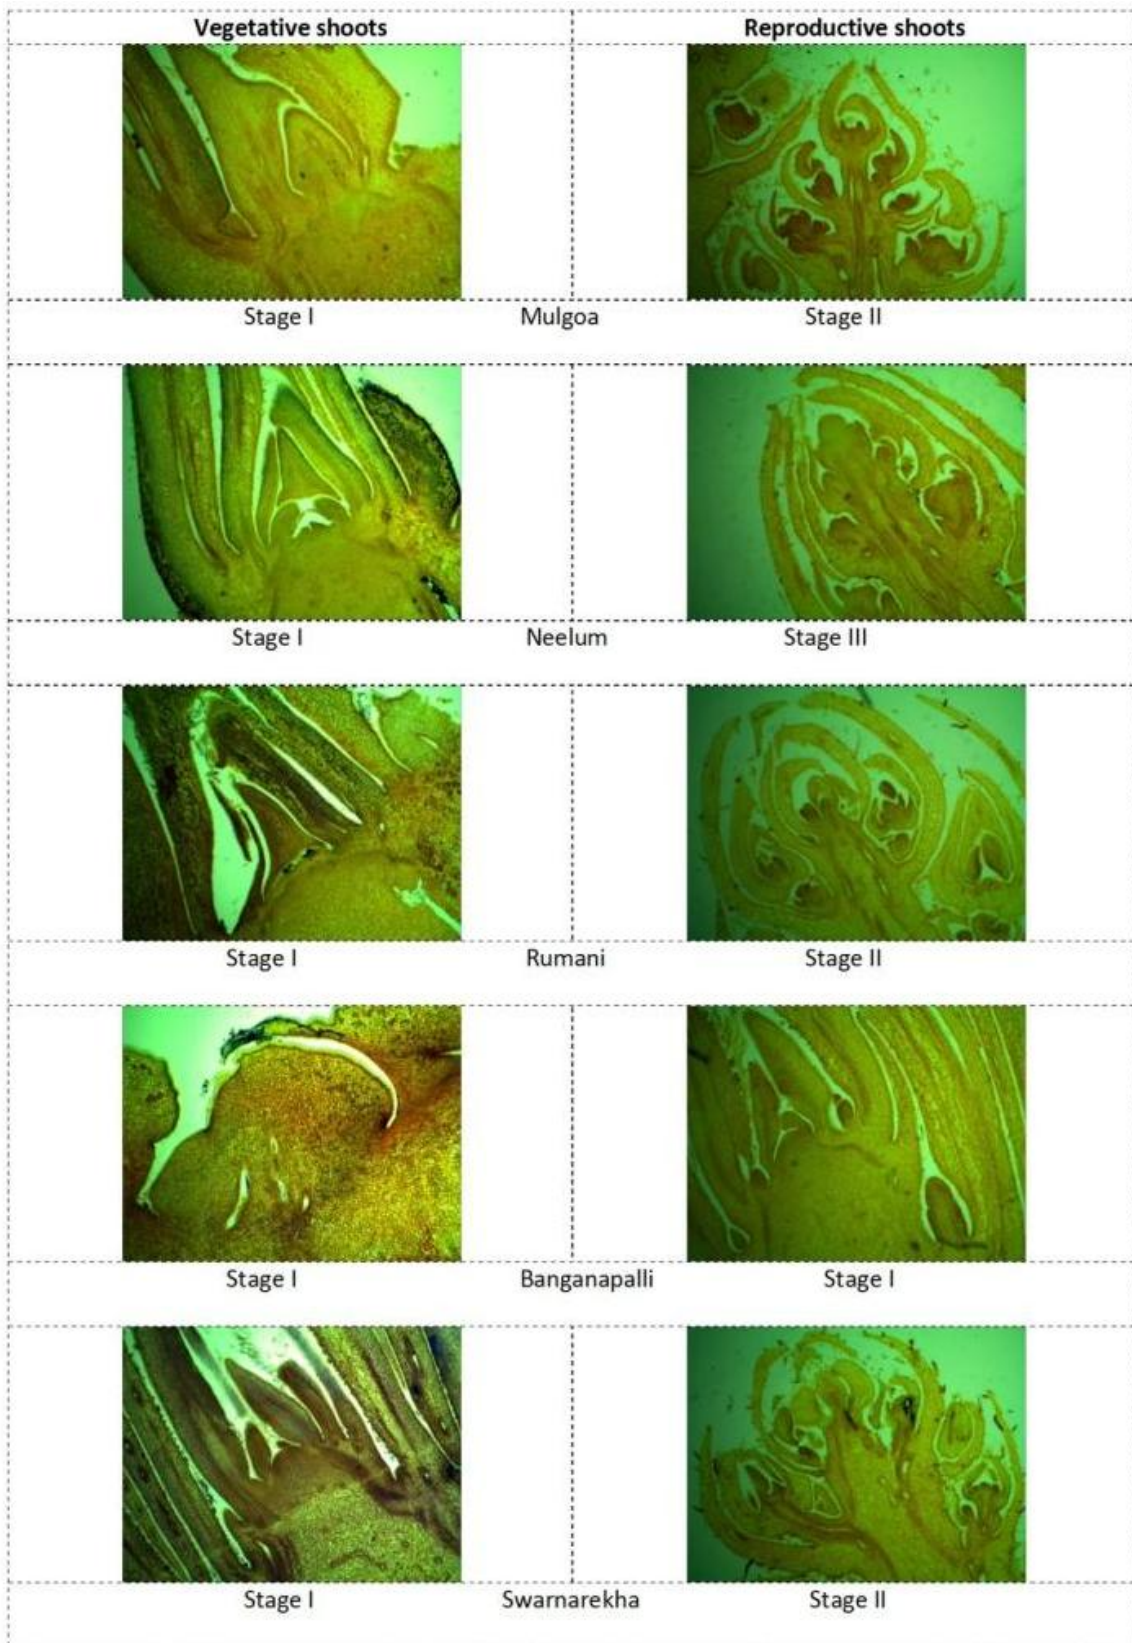 Vegetative shoots Reproductive shoots
Stage I Mulgoa Stage II
Stage I Neelum Stage III
Stage I Rumani Stage II
Stage I Banganapalli Stage I
Stage I Swarnarekha Stage II